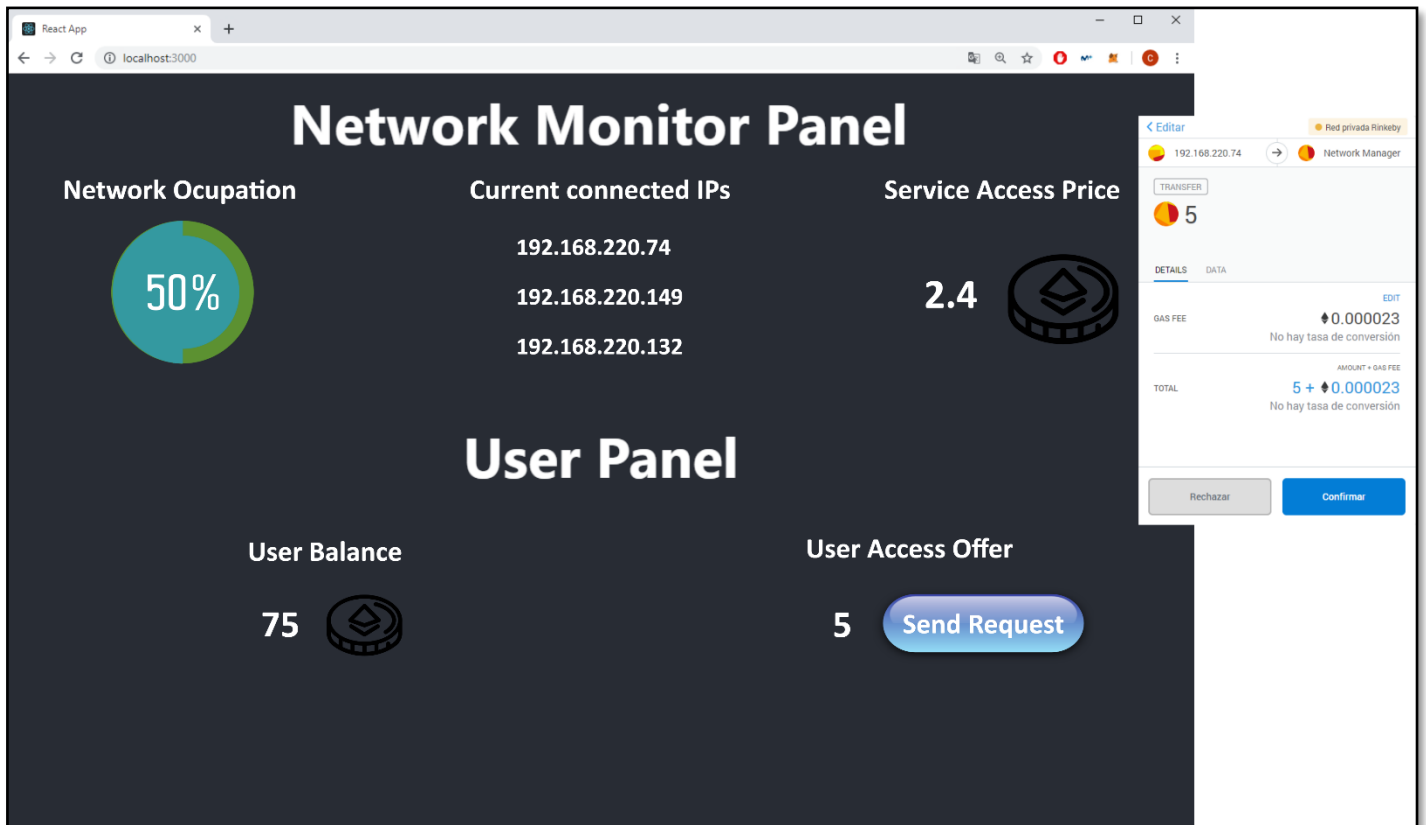 React App
localhost:3000
Network Monitor Panel
Network Ocupation
Current connected IPs
Service Access Price
50%
192.168.220.74
192.168.220.149
192.168.220.132
2.4
User Panel
User Balance
User Access Offer
75
5
Send Request
Editar
Red privada Rinkeby
192.168.220.74
Network Manager
TRANSFER
5
DETAILS DATA
EDIT
GAS FEE
0.000023
No hay tasa de conversión
AMOUNT + GAS FEE
TOTAL
5 + 0.000023
No hay tasa de conversión
Rechazar
Confirmar